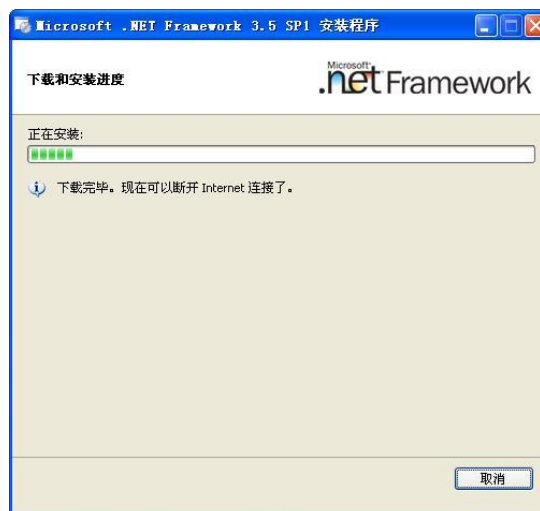 Microsoft .NET Framework 3.5 SP1 安装程序
下载和安装进度
Microsoft
.net Framework
正在安装:
下载完毕。现在可以断开 Internet 连接了。
取消